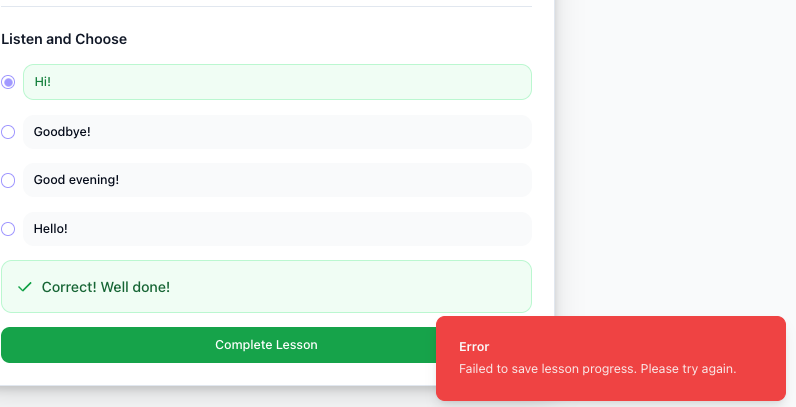 Listen and Choose
Hi!
Goodbye!
Good evening!
Hello!
Correct! Well done!
Complete Lesson
Error
Failed to save lesson progress. Please try again.